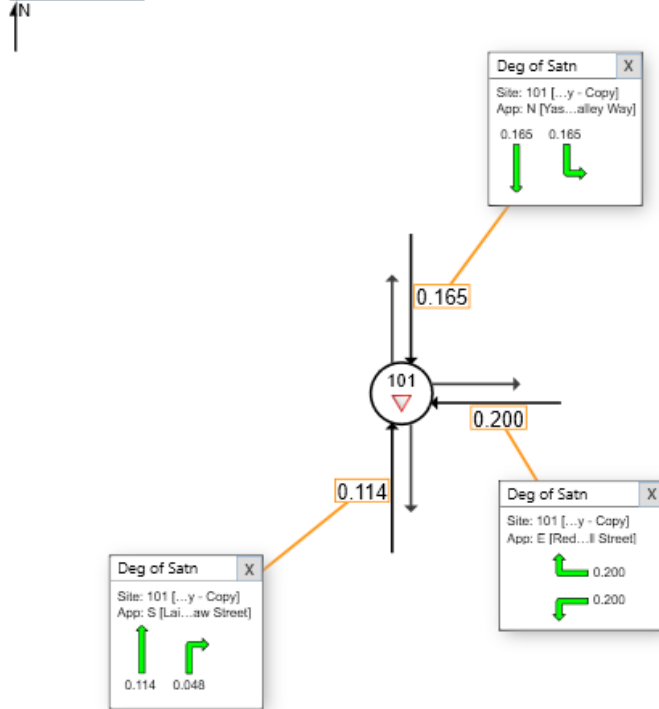 N
Deg of Satn X
Site: 101 [...y - Copy]
App: N [Yas...alley Way]
0.165 0.165
0.165
101
0.200
0.114
Deg of Satn X
Site: 101 [...y - Copy]
App: E [Red...ll Street]
0.200
0.200
Deg of Satn X
Site: 101 [...y - Copy]
App: S [Lai...aw Street]
0.114 0.048